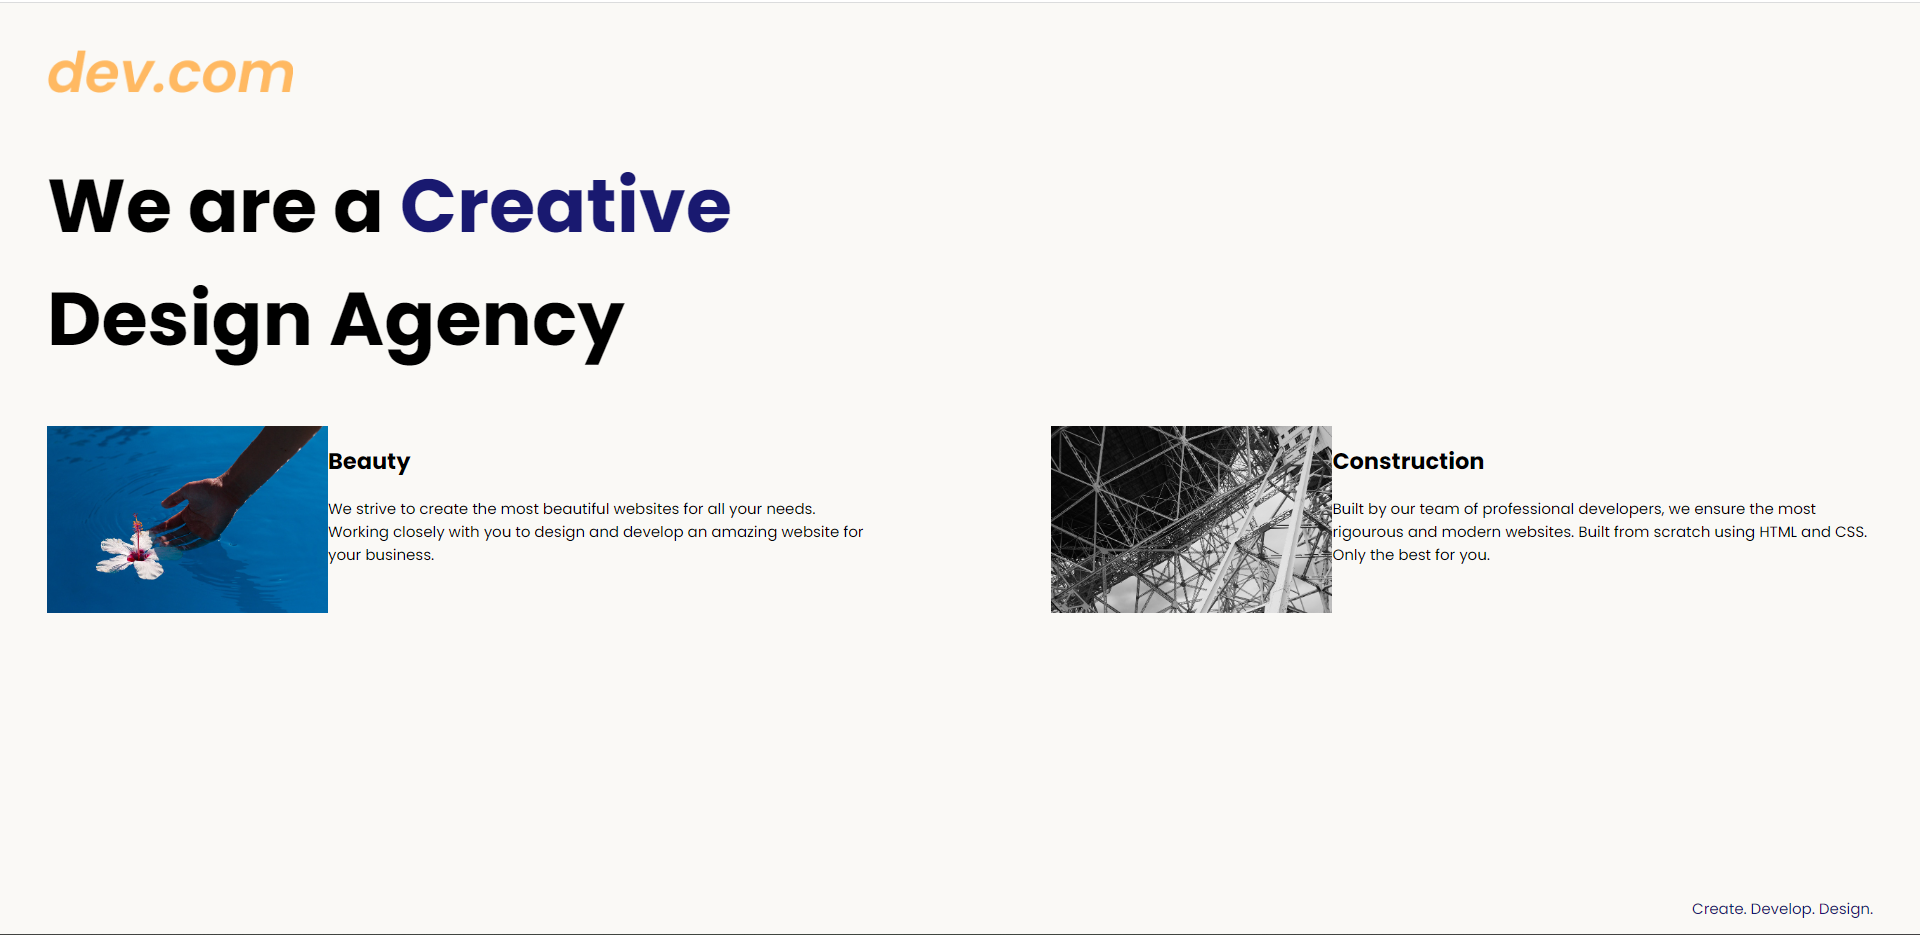 dev.com
We are a Creative
Design Agency
Beauty
We strive to create the most beautiful websites for all your needs.
Working closely with you to design and develop an amazing website for
your business.
Construction
Built by our team of professional developers, we ensure the most
rigourous and modern websites. Built from scratch using HTML and CSS.
Only the best for you.
Create. Develop. Design.